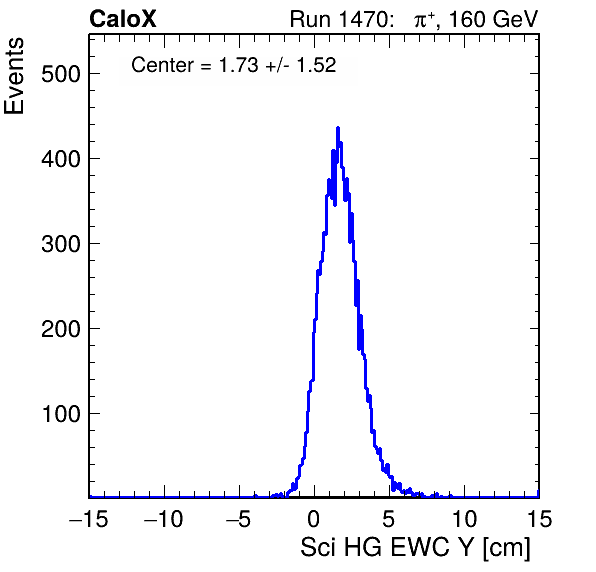 CaloX Run 1470: π⁺, 160 GeV
Center = 1.73 +/- 1.52
Events
500
400
300
200
100
−15 −10 −5 0 5 10 15
Sci HG EWC Y [cm]